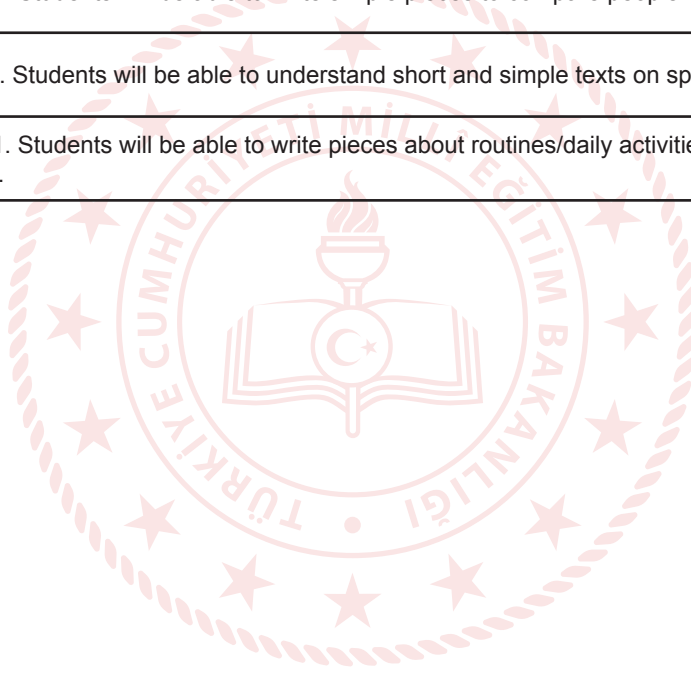 . Students will be able to understand short and simple texts on sp
. Students will be able to write pieces about routines/daily activitie
.
TÜRKİYE CUMHURİYETİ MİLLÎ EĞİTİM BAKANLIĞI